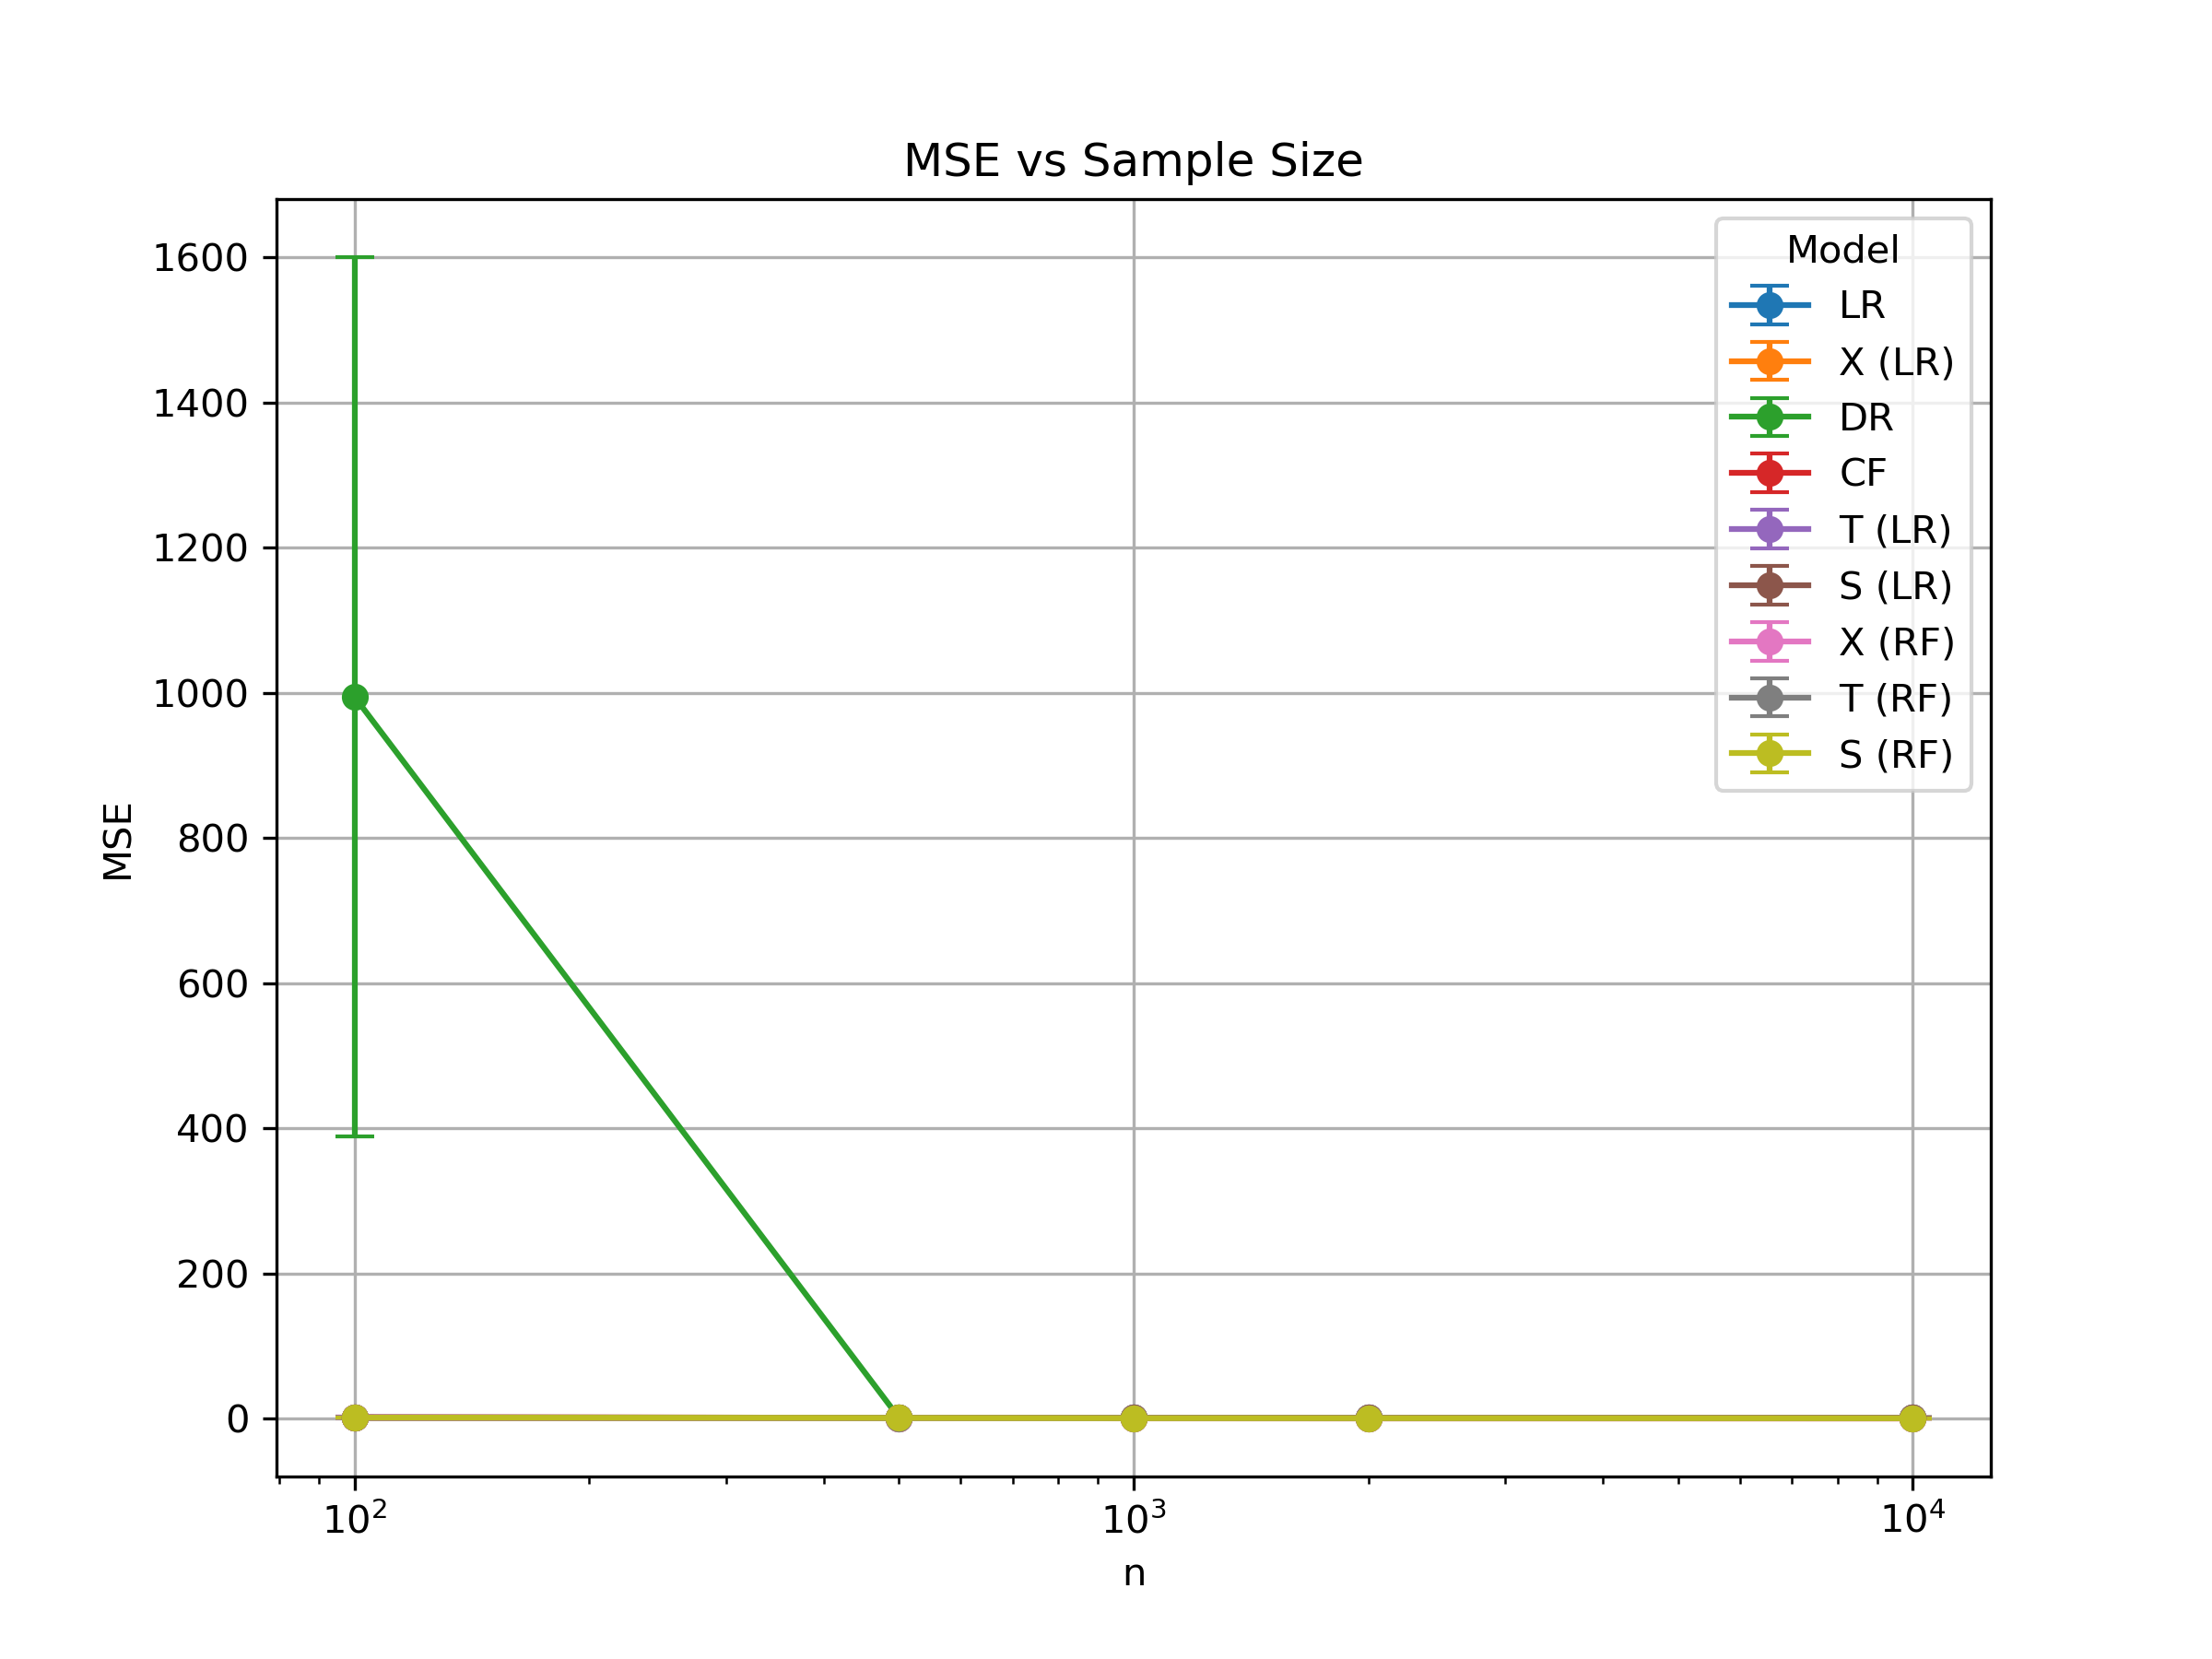 MSE vs Sample Size
MSE
1600
1400
1200
1000
800
600
400
200
0
10²
10³
10⁴
n
Model
LR
X (LR)
DR
CF
T (LR)
S (LR)
X (RF)
T (RF)
S (RF)